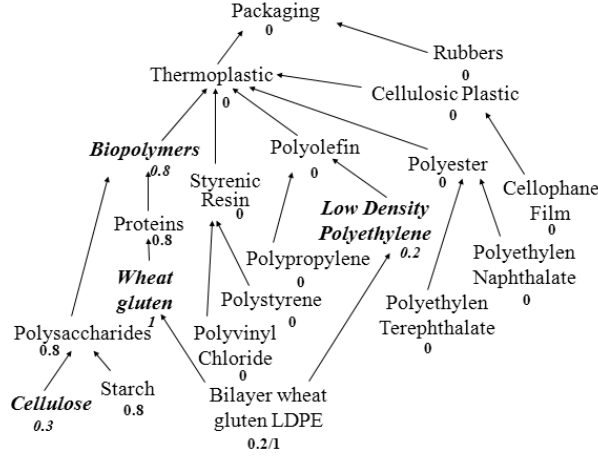 Packaging
0
Rubbers
0
Thermoplastic
0
Cellulosic Plastic
0
Biopolymers
0.8
Polyolefin
0
Polyester
0
Styrenic
Resin
0
Cellophane
Film
0
Low Density
Polyethylene
0.2
Proteins
0.8
Polypropylene
0
Polyethylen
Naphthalate
0
Wheat
gluten
1
Polystyrene
0
Polyethylen
Terephthalate
0
Polysaccharides
0.8
Polyvinyl
Chloride
0
Starch
0.8
Cellulose
0.3
Bilayer wheat
gluten LDPE
0.2/1